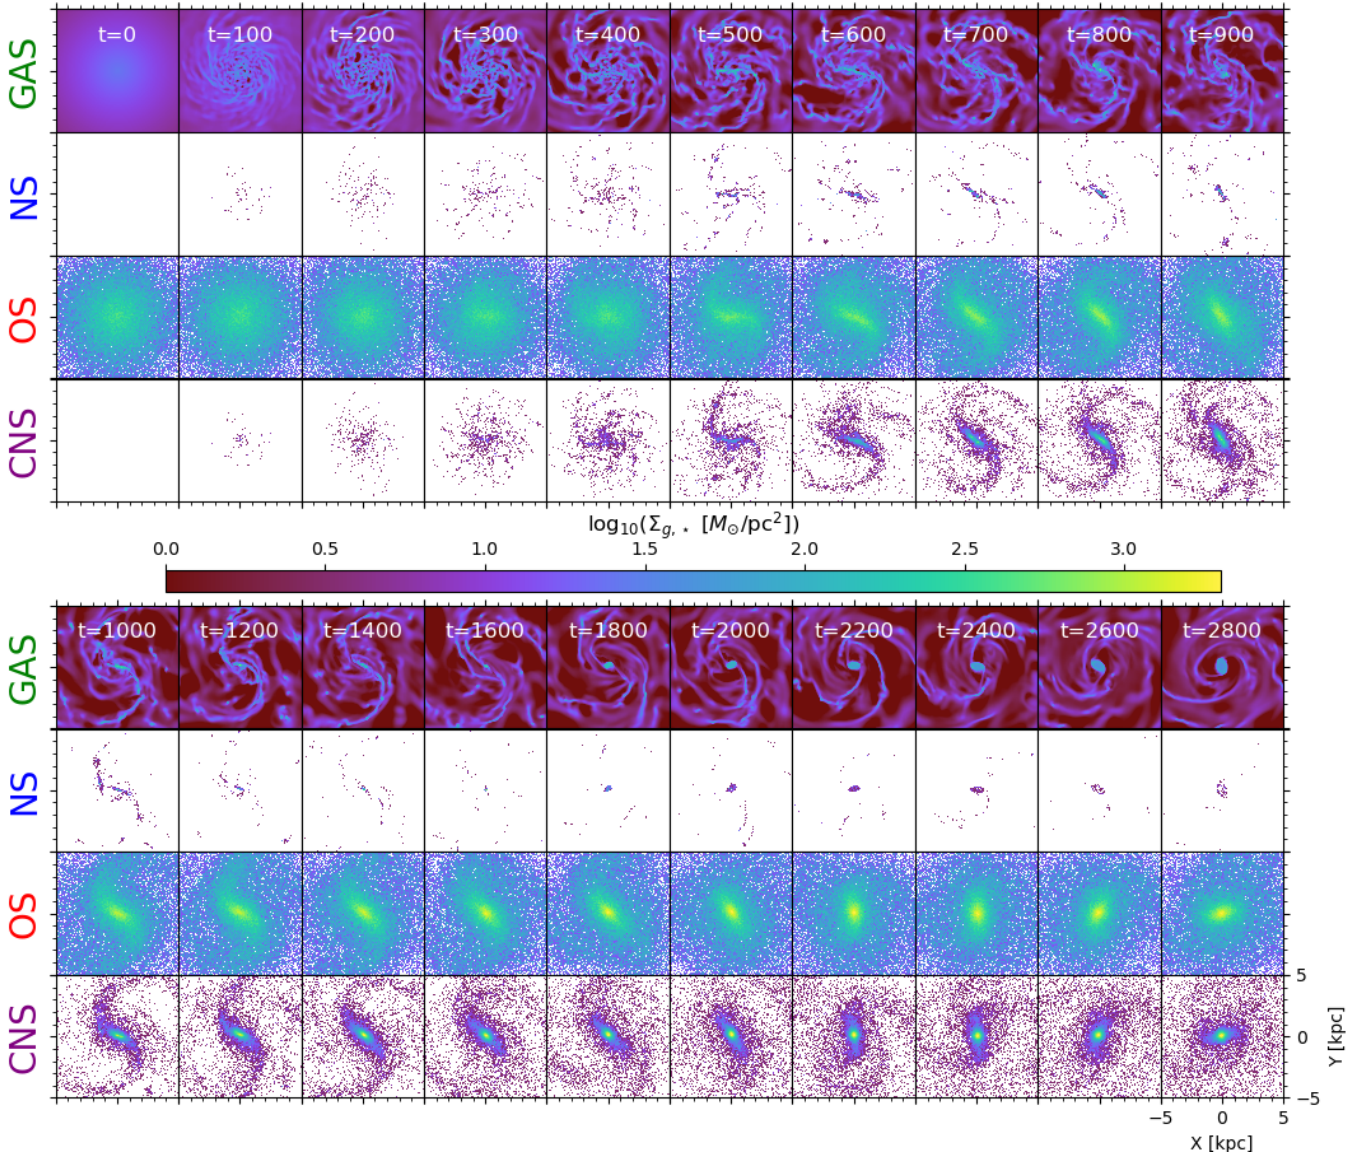 GAS
t=0 t=100 t=200 t=300 t=400 t=500 t=600 t=700 t=800 t=900
NS
OS
CNS
log₁₀(Σ_{g,⋆} [M_⊙/pc²])
0.0 0.5 1.0 1.5 2.0 2.5 3.0
GAS
t=1000 t=1200 t=1400 t=1600 t=1800 t=2000 t=2200 t=2400 t=2600 t=2800
NS
OS
CNS
5
0
−5
Y [kpc]
−5 0 5
X [kpc]